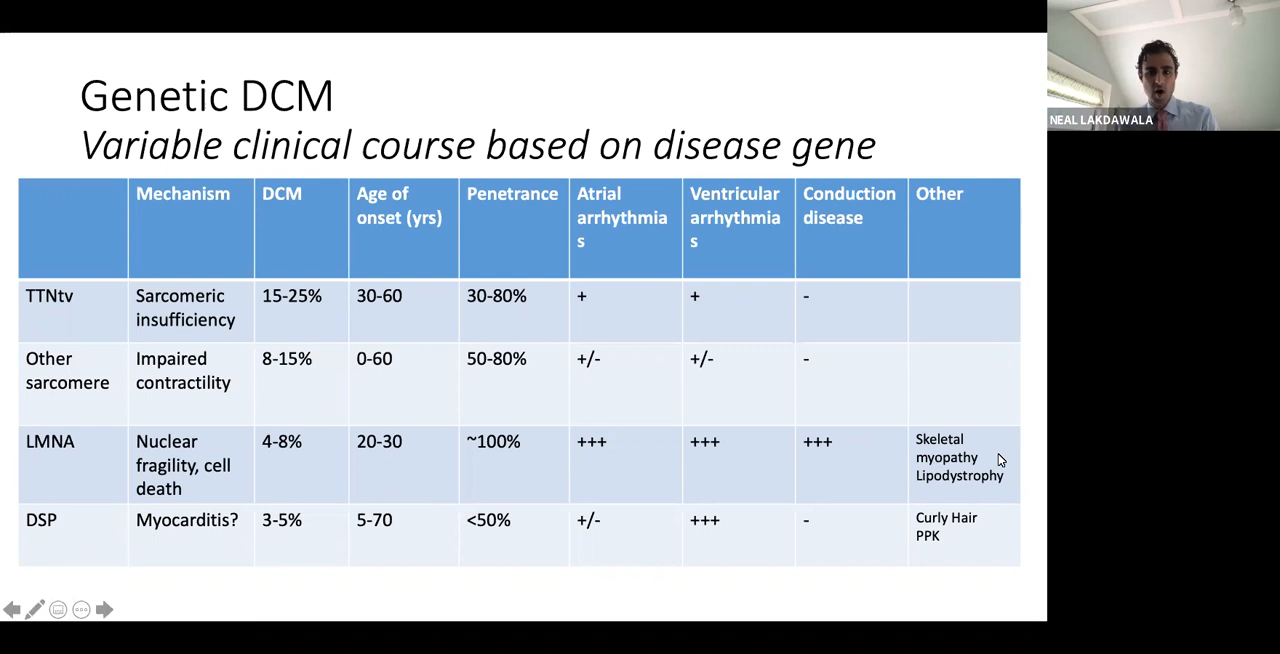 Genetic DCM
Variable clinical course based on disease gene
NEAL LAKDAWALA
Mechanism DCM Age of onset (yrs) Penetrance Atrial arrhythmias Ventricular arrhythmias Conduction disease Other
TTNtv Sarcomeric insufficiency 15-25% 30-60 30-80% + + -
Other sarcomere Impaired contractility 8-15% 0-60 50-80% +/- +/- -
LMNA Nuclear fragility, cell death 4-8% 20-30 ~100% +++ +++ +++ Skeletal myopathy Lipodystrophy
DSP Myocarditis? 3-5% 5-70 <50% +/- +++ - Curly Hair PPK